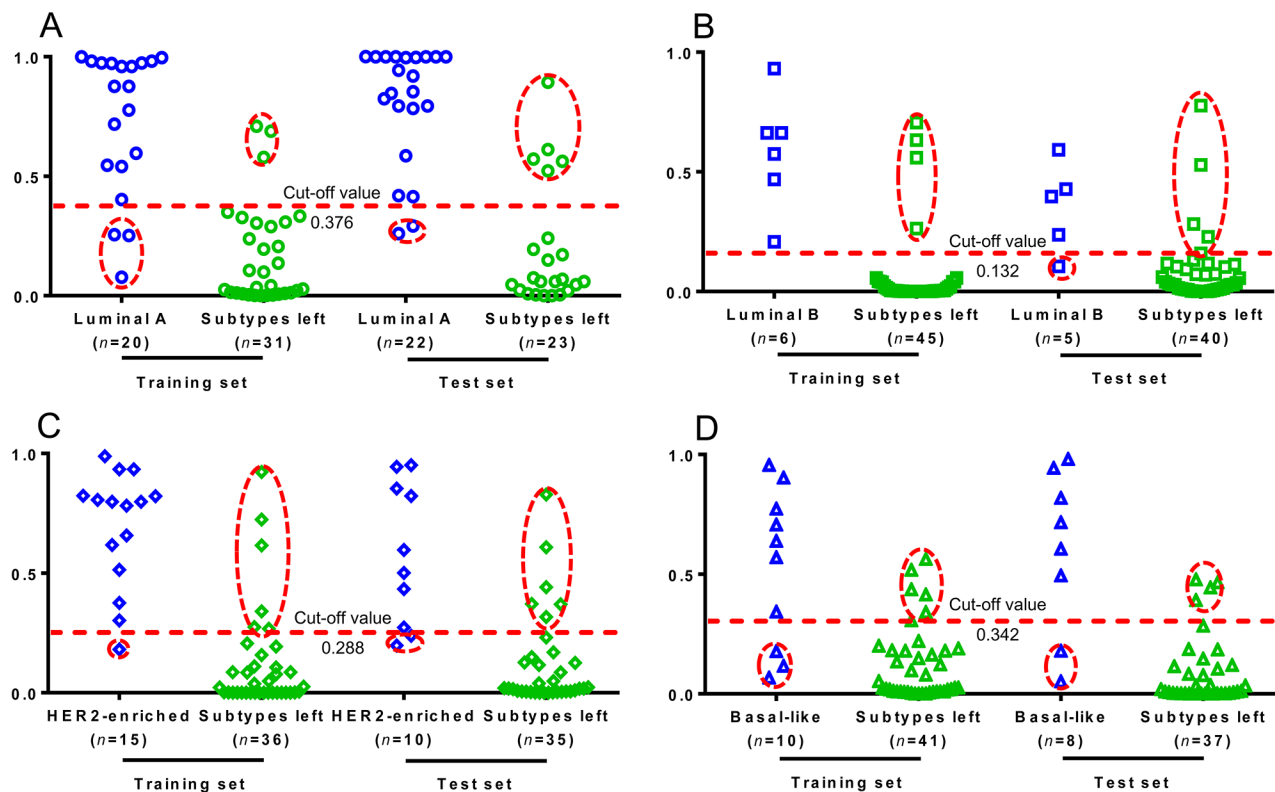 A
1.0
0.5
0.0
Cut-off value
0.376
Luminal A Subtypes left Luminal A Subtypes left
(n=20) (n=31) (n=22) (n=23)
Training set Test set
B
1.0
0.5
0.0
Cut-off value
0.132
Luminal B Subtypes left Luminal B Subtypes left
(n=6) (n=45) (n=5) (n=40)
Training set Test set
C
1.0
0.5
0.0
Cut-off value
0.288
HER2-enriched Subtypes left HER2-enriched Subtypes left
(n=15) (n=36) (n=10) (n=35)
Training set Test set
D
1.0
0.5
0.0
Cut-off value
0.342
Basal-like Subtypes left Basal-like Subtypes left
(n=10) (n=41) (n=8) (n=37)
Training set Test set